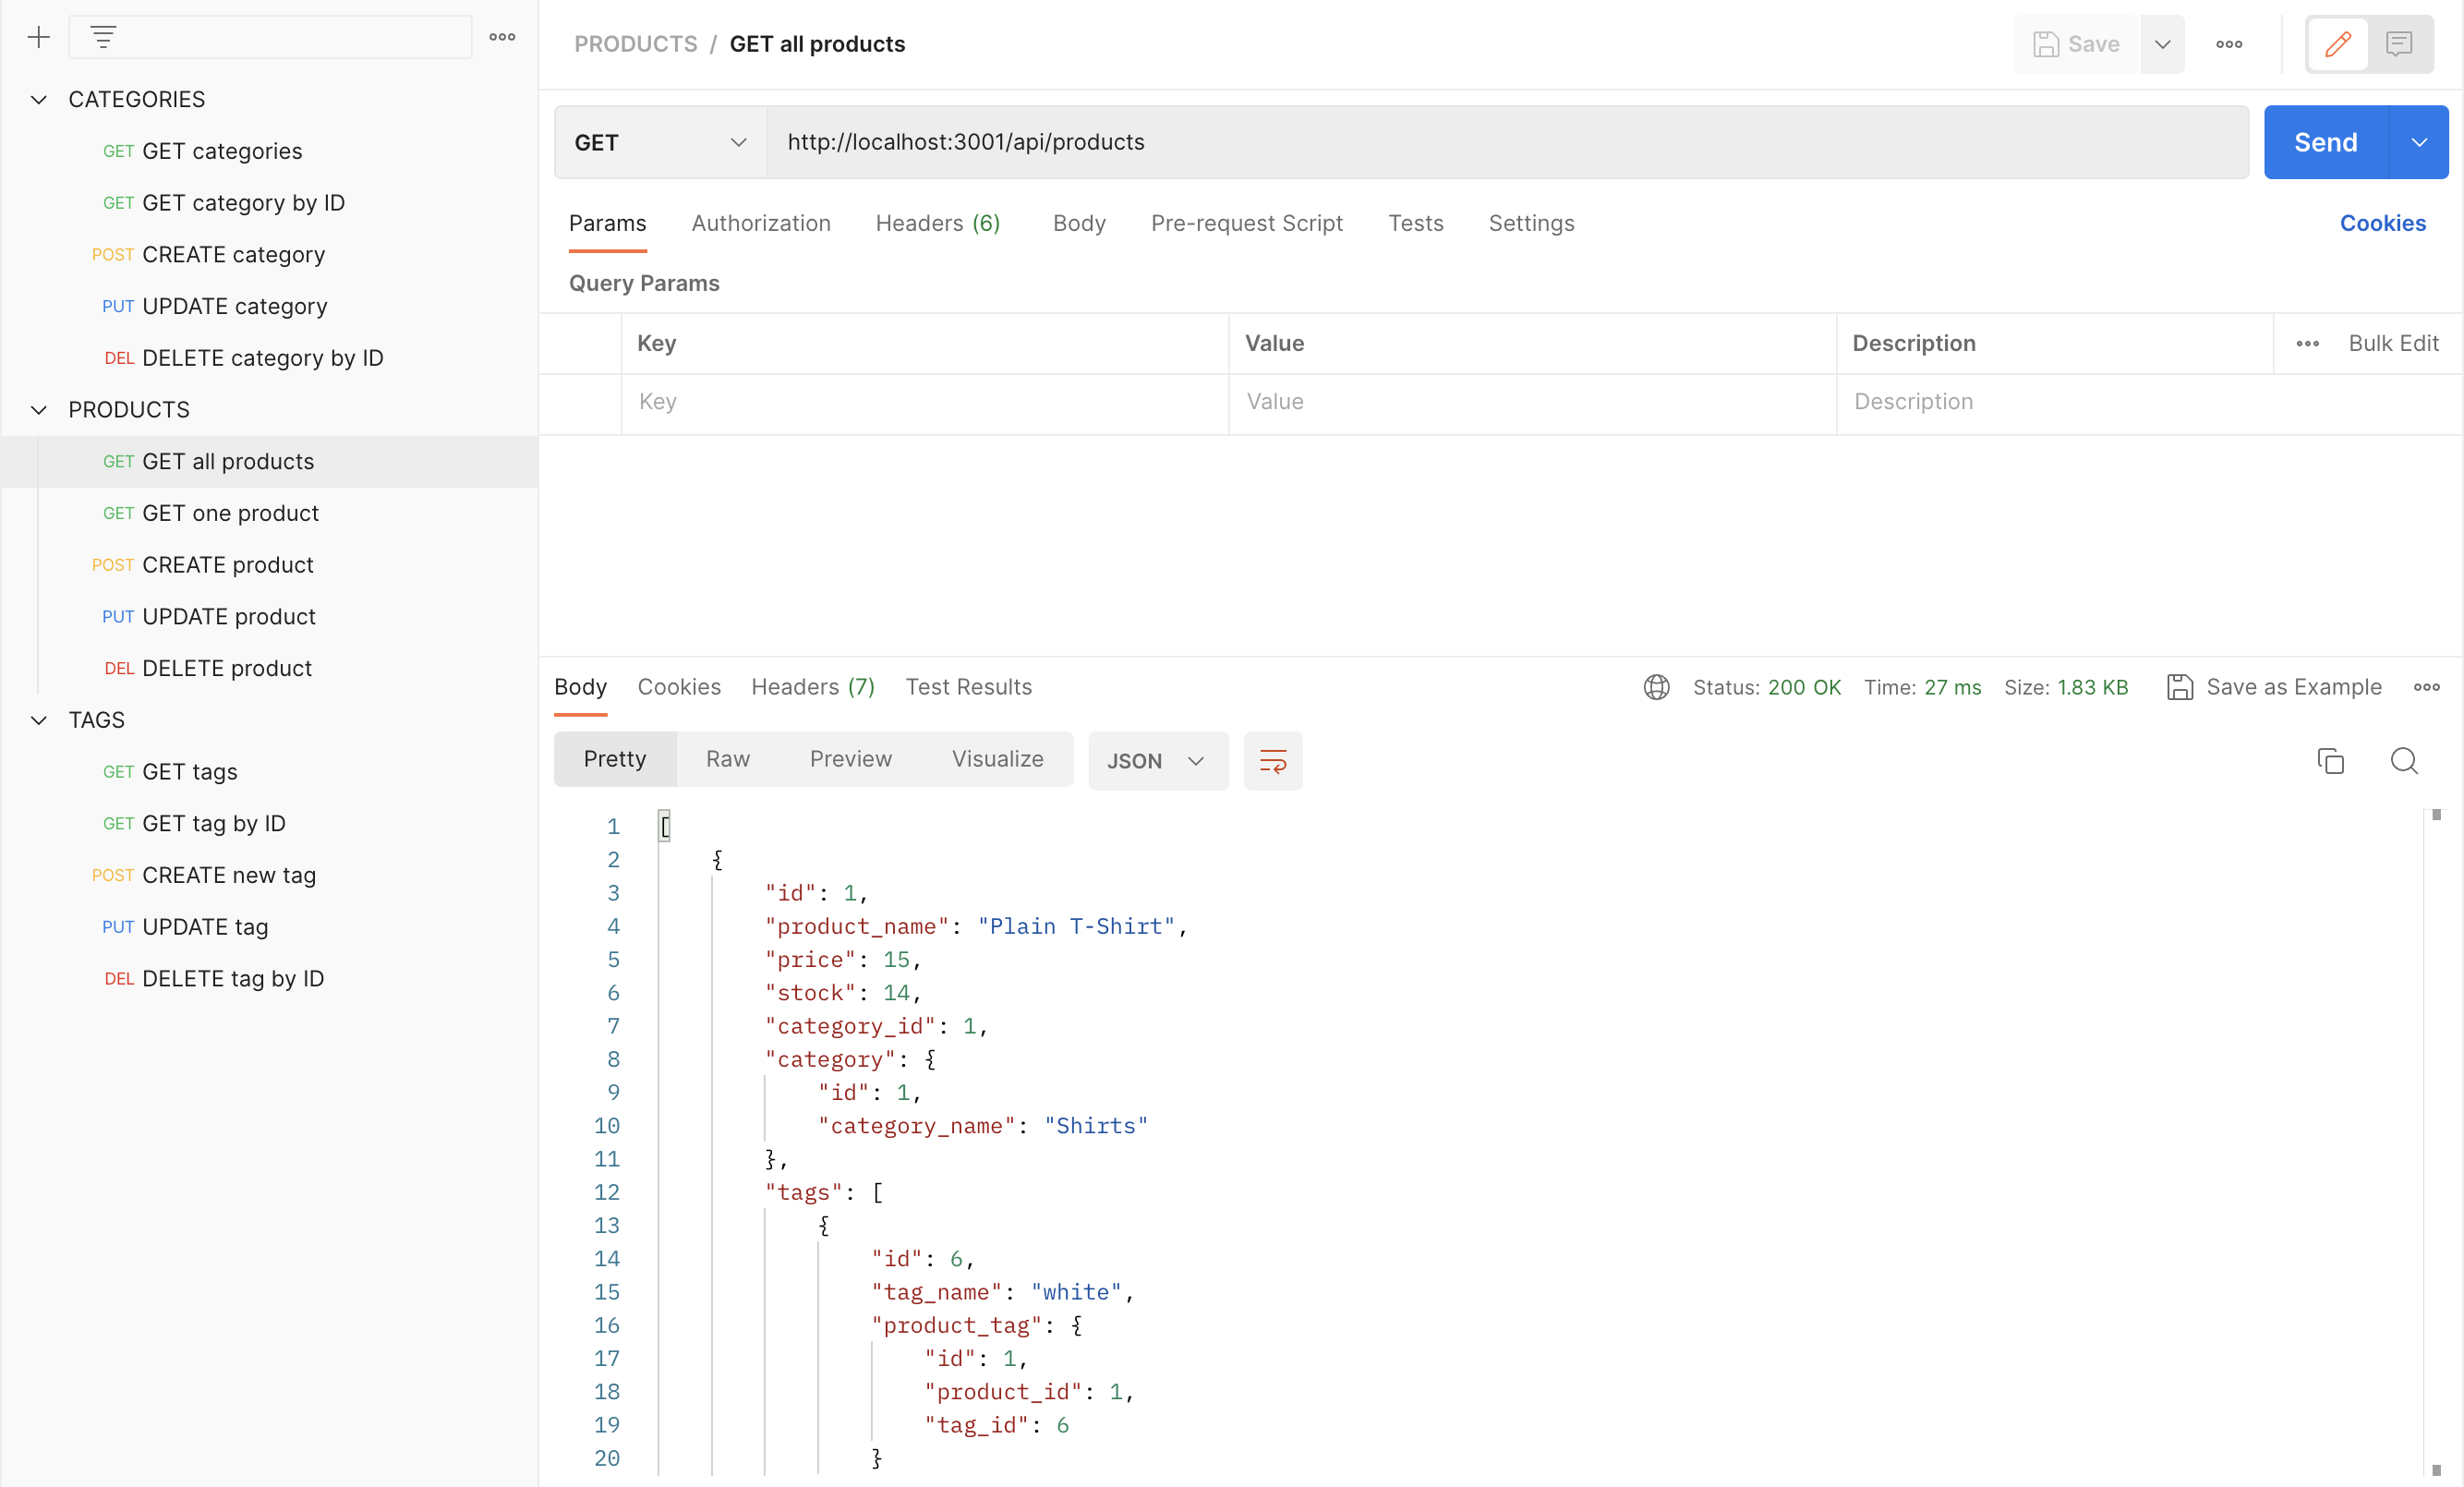 CATEGORIES
GET GET categories
GET GET category by ID
POST CREATE category
PUT UPDATE category
DEL DELETE category by ID
PRODUCTS
GET GET all products
GET GET one product
POST CREATE product
PUT UPDATE product
DEL DELETE product
TAGS
GET GET tags
GET GET tag by ID
POST CREATE new tag
PUT UPDATE tag
DEL DELETE tag by ID
PRODUCTS / GET all products
Save
GET http://localhost:3001/api/products Send
Params Authorization Headers (6) Body Pre-request Script Tests Settings Cookies
Query Params
Key Value Description Bulk Edit
Key Value Description
Body Cookies Headers (7) Test Results Status: 200 OK Time: 27 ms Size: 1.83 KB Save as Example
Pretty Raw Preview Visualize JSON
1 [
2 {
3 "id": 1,
4 "product_name": "Plain T-Shirt",
5 "price": 15,
6 "stock": 14,
7 "category_id": 1,
8 "category": {
9 "id": 1,
10 "category_name": "Shirts"
11 },
12 "tags": [
13 {
14 "id": 6,
15 "tag_name": "white",
16 "product_tag": {
17 "id": 1,
18 "product_id": 1,
19 "tag_id": 6
20 }